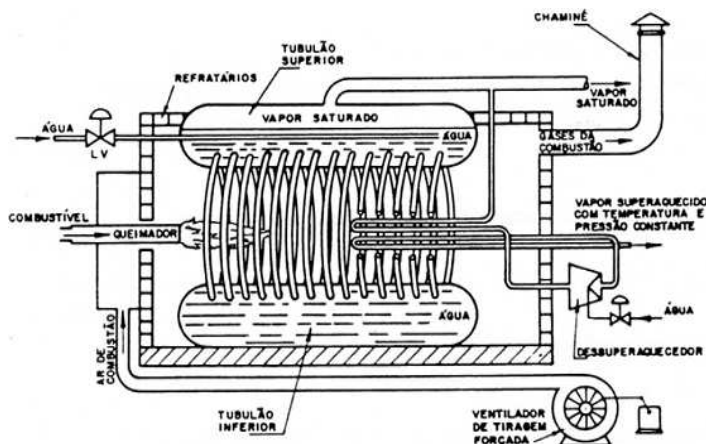 CHAMINÉ
TUBULÃO
SUPERIOR
REFRATÁRIOS
VAPOR SATURADO
VAPOR
SATURADO
ÁGUA
LV
ÁGUA
GASES DA
COMBUSTÃO
COMBUSTÍVEL
QUEIMADOR
VAPOR SUPERAQUECIDO
COM TEMPERATURA E
PRESSÃO CONSTANTE
ÁGUA
ÁGUA
DESSUPERAQUECEDOR
AR DE
COMBUSTÃO
TUBULÃO
INFERIOR
VENTILADOR
DE TIRAGEM
FORÇADA